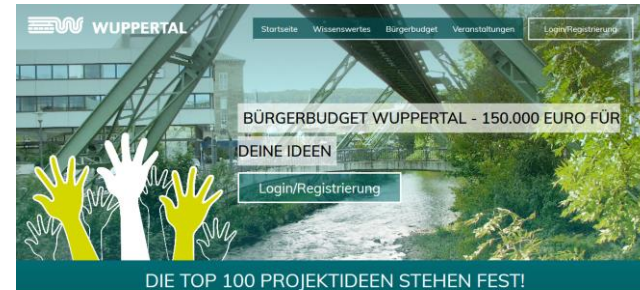 WUPPERTAL
Startseite Wissenswertes Bürgerbudget Veranstaltungen Login/Registrierung
BÜRGERBUDGET WUPPERTAL - 150.000 EURO FÜR
DEINE IDEEN
Login/Registrierung
DIE TOP 100 PROJEKTIDEEN STEHEN FEST!